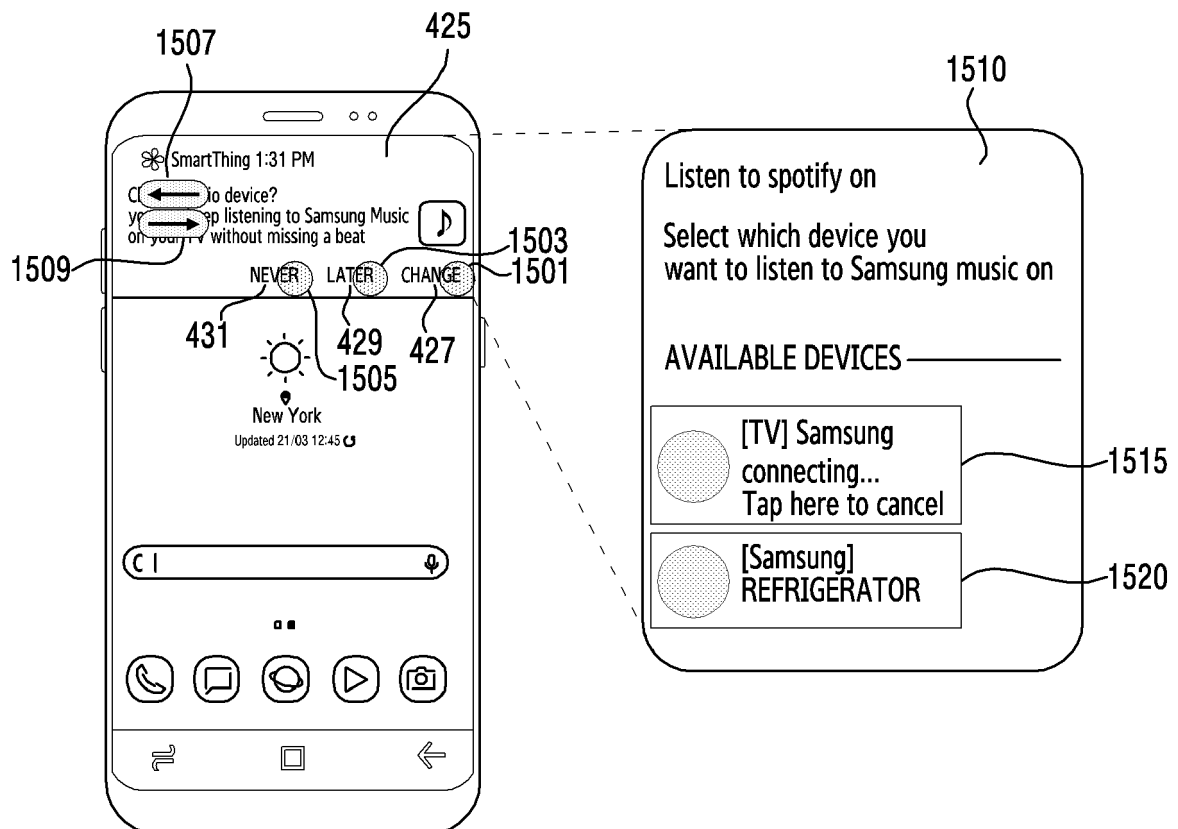 1507
425
1510
SmartThing 1:31 PM
io device?
ep listening to Samsung Music
on your TV without missing a beat
1509
1503
1501
NEVER LATER CHANGE
431
429
427
1505
New York
Updated 21/03 12:45
Listen to spotify on
Select which device you
want to listen to Samsung music on
AVAILABLE DEVICES
[TV] Samsung
connecting...
Tap here to cancel
1515
[Samsung]
REFRIGERATOR
1520